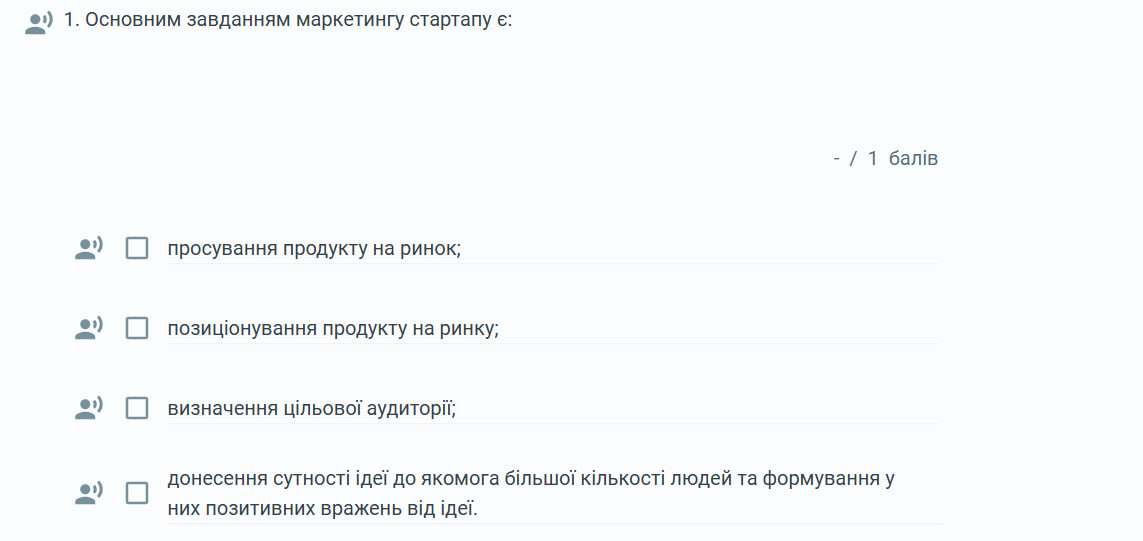 1. Основним завданням маркетингу стартапу є:
- / 1 балів
просування продукту на ринок;
позиціонування продукту на ринку;
визначення цільової аудиторії;
донесення сутності ідеї до якомога більшої кількості людей та формування у
них позитивних вражень від ідеї.